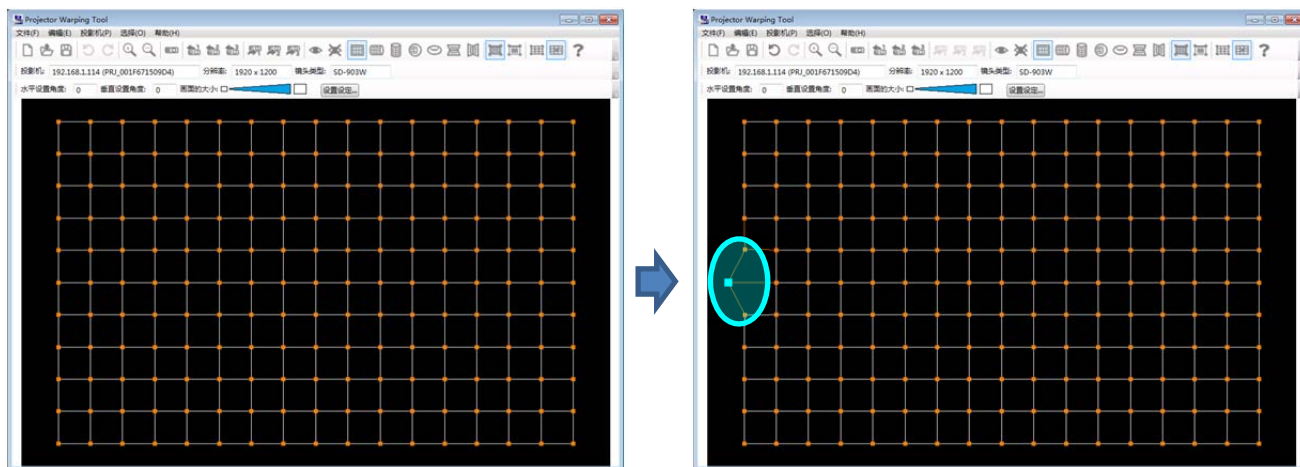 Projector Warping Tool
文件(F) 编辑(E) 投影机(P) 选择(O) 帮助(H)
投影机: 192.168.1.114 (PRJ_001F671509D4) 分辨率: 1920 x 1200 镜头类型: SD-903W
水平设置角度: 0 垂直设置角度: 0 画面的大小: 设置设定...
Projector Warping Tool
文件(F) 编辑(E) 投影机(P) 选择(O) 帮助(H)
投影机: 192.168.1.114 (PRJ_001F671509D4) 分辨率: 1920 x 1200 镜头类型: SD-903W
水平设置角度: 0 垂直设置角度: 0 画面的大小: 设置设定...